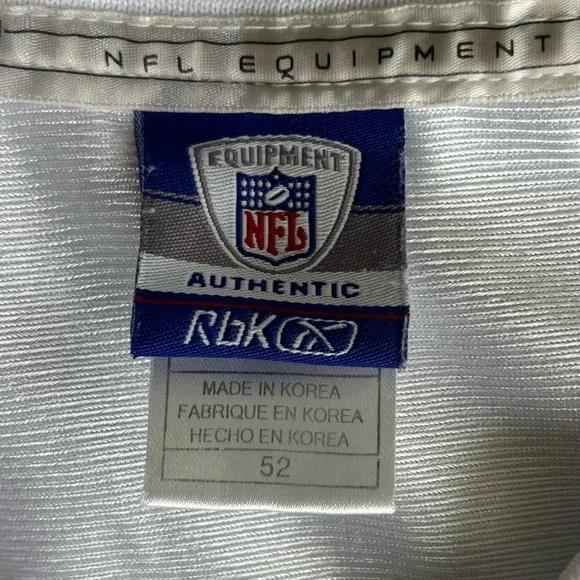 NFL EQUIPMENT
EQUIPMENT
NFL
AUTHENTIC
RbK
MADE IN KOREA
FABRIQUE EN KOREA
HECHO EN KOREA
52